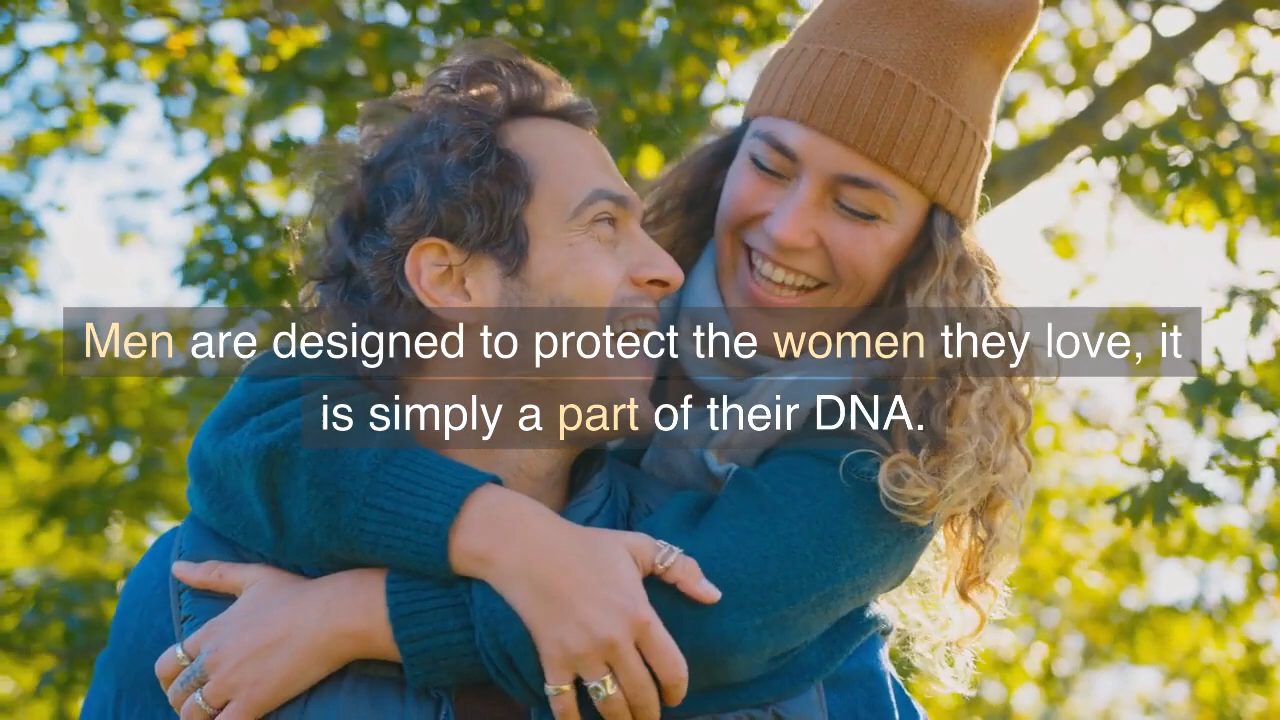 Men are designed to protect the women they love, it
is simply a part of their DNA.